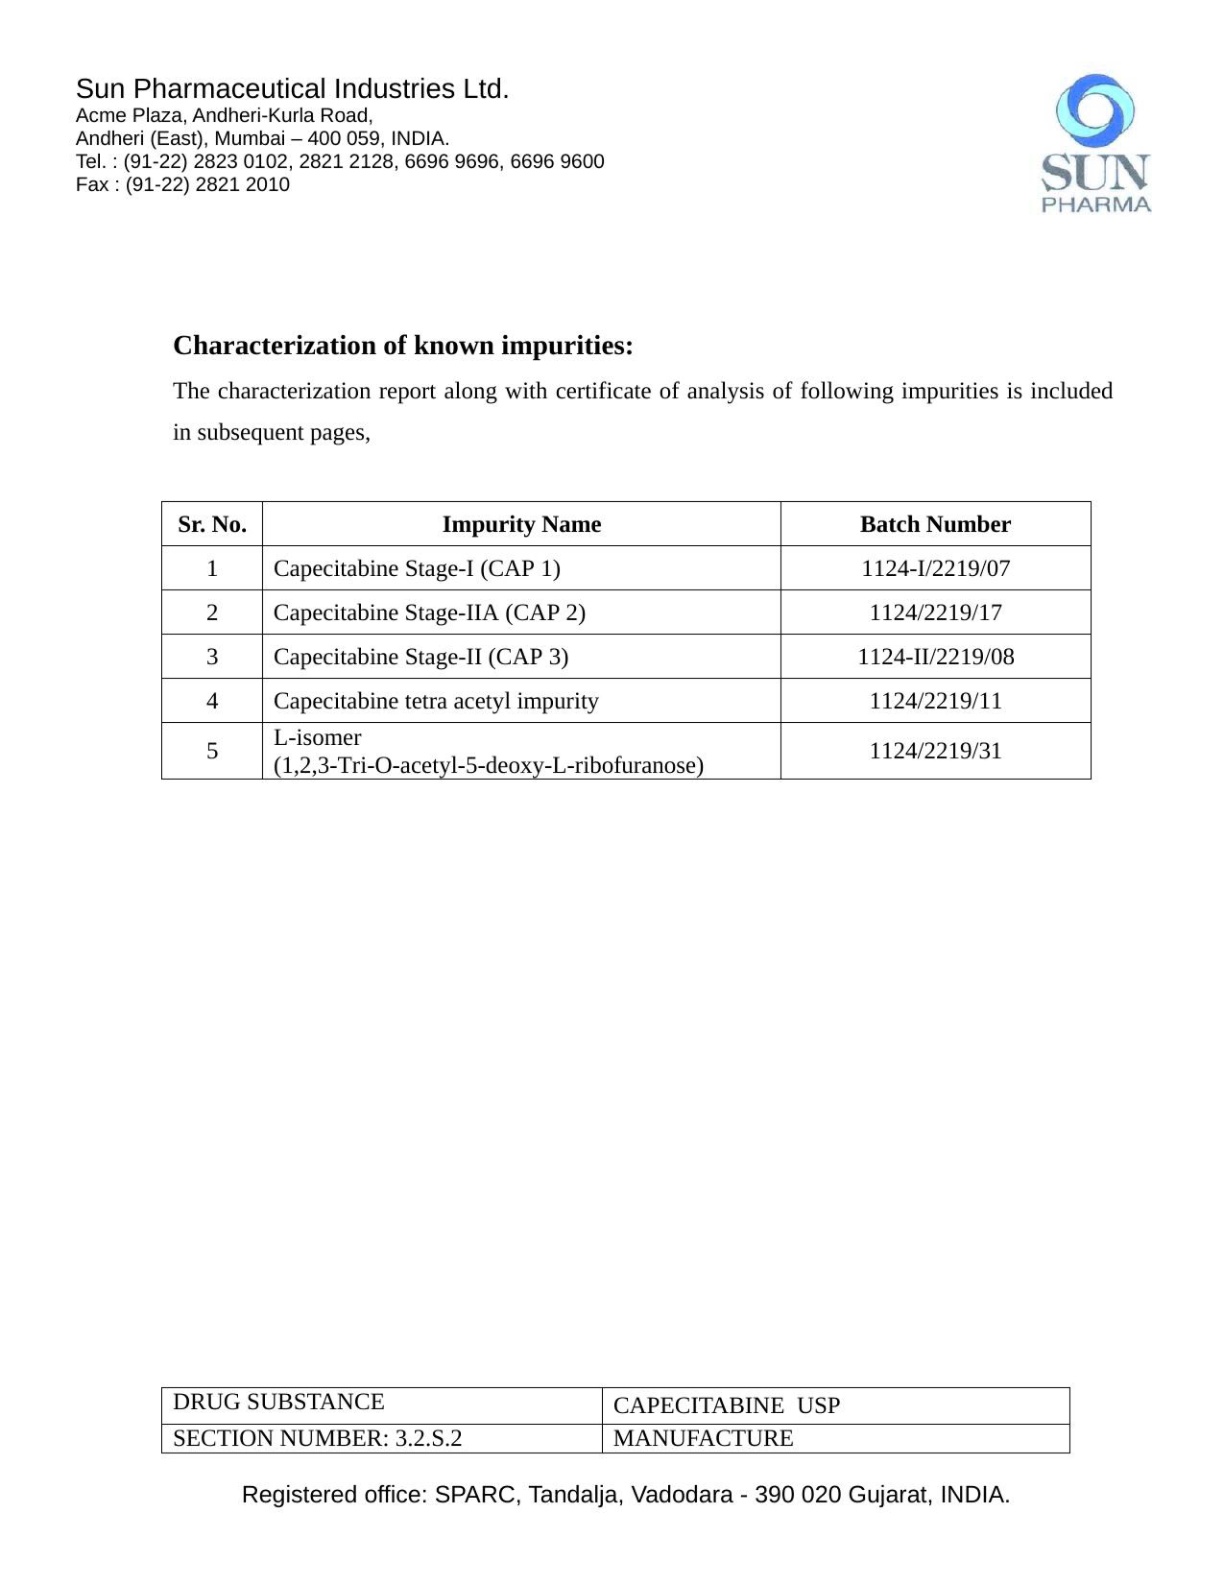 Sun Pharmaceutical Industries Ltd.
Acme Plaza, Andheri-Kurla Road,
Andheri (East), Mumbai – 400 059, INDIA.
Tel. : (91-22) 2823 0102, 2821 2128, 6696 9696, 6696 9600
Fax : (91-22) 2821 2010
SUN
PHARMA
Characterization of known impurities:
The characterization report along with certificate of analysis of following impurities is included
in subsequent pages,
Sr. No. Impurity Name Batch Number
1 Capecitabine Stage-I (CAP 1) 1124-I/2219/07
2 Capecitabine Stage-IIA (CAP 2) 1124/2219/17
3 Capecitabine Stage-II (CAP 3) 1124-II/2219/08
4 Capecitabine tetra acetyl impurity 1124/2219/11
5 L-isomer
(1,2,3-Tri-O-acetyl-5-deoxy-L-ribofuranose) 1124/2219/31
DRUG SUBSTANCE CAPECITABINE USP
SECTION NUMBER: 3.2.S.2 MANUFACTURE
Registered office: SPARC, Tandalja, Vadodara - 390 020 Gujarat, INDIA.